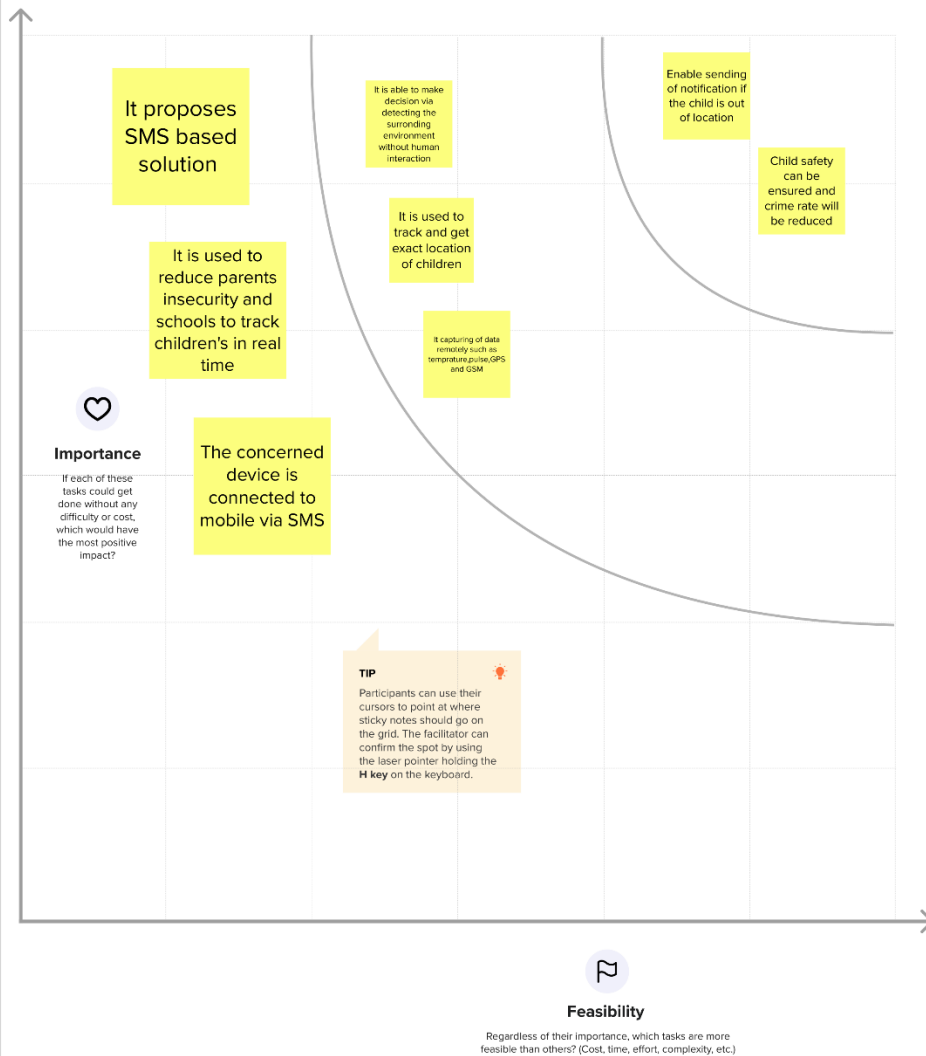 It proposes
SMS based
solution
It is able to make
decision via
detecting the
surronding
environment
without human
interaction
Enable sending
of notification if
the child is out
of location
Child safety
can be
ensured and
crime rate will
be reduced
It is used to
track and get
exact location
of children
It is used to
reduce parents
insecurity and
schools to track
children's in real
time
It capturing of data
remotely such as
temprature,pulse,GPS
and GSM
Importance
If each of these
tasks could get
done without any
difficulty or cost,
which would have
the most positive
impact?
The concerned
device is
connected to
mobile via SMS
TIP
Participants can use their
cursors to point at where
sticky notes should go on
the grid. The facilitator can
confirm the spot by using
the laser pointer holding the
H key on the keyboard.
Feasibility
Regardless of their importance, which tasks are more
feasible than others? (Cost, time, effort, complexity, etc.)